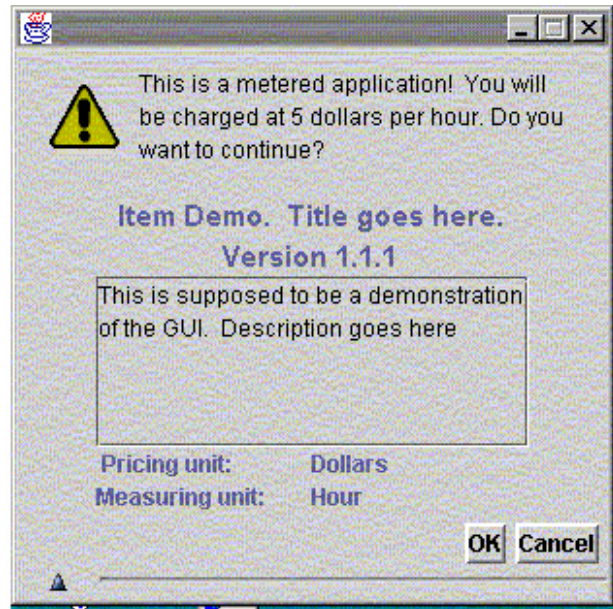 This is a metered application! You will
be charged at 5 dollars per hour. Do you
want to continue?
Item Demo. Title goes here.
Version 1.1.1
This is supposed to be a demonstration
of the GUI. Description goes here
Pricing unit: Dollars
Measuring unit: Hour
OK Cancel